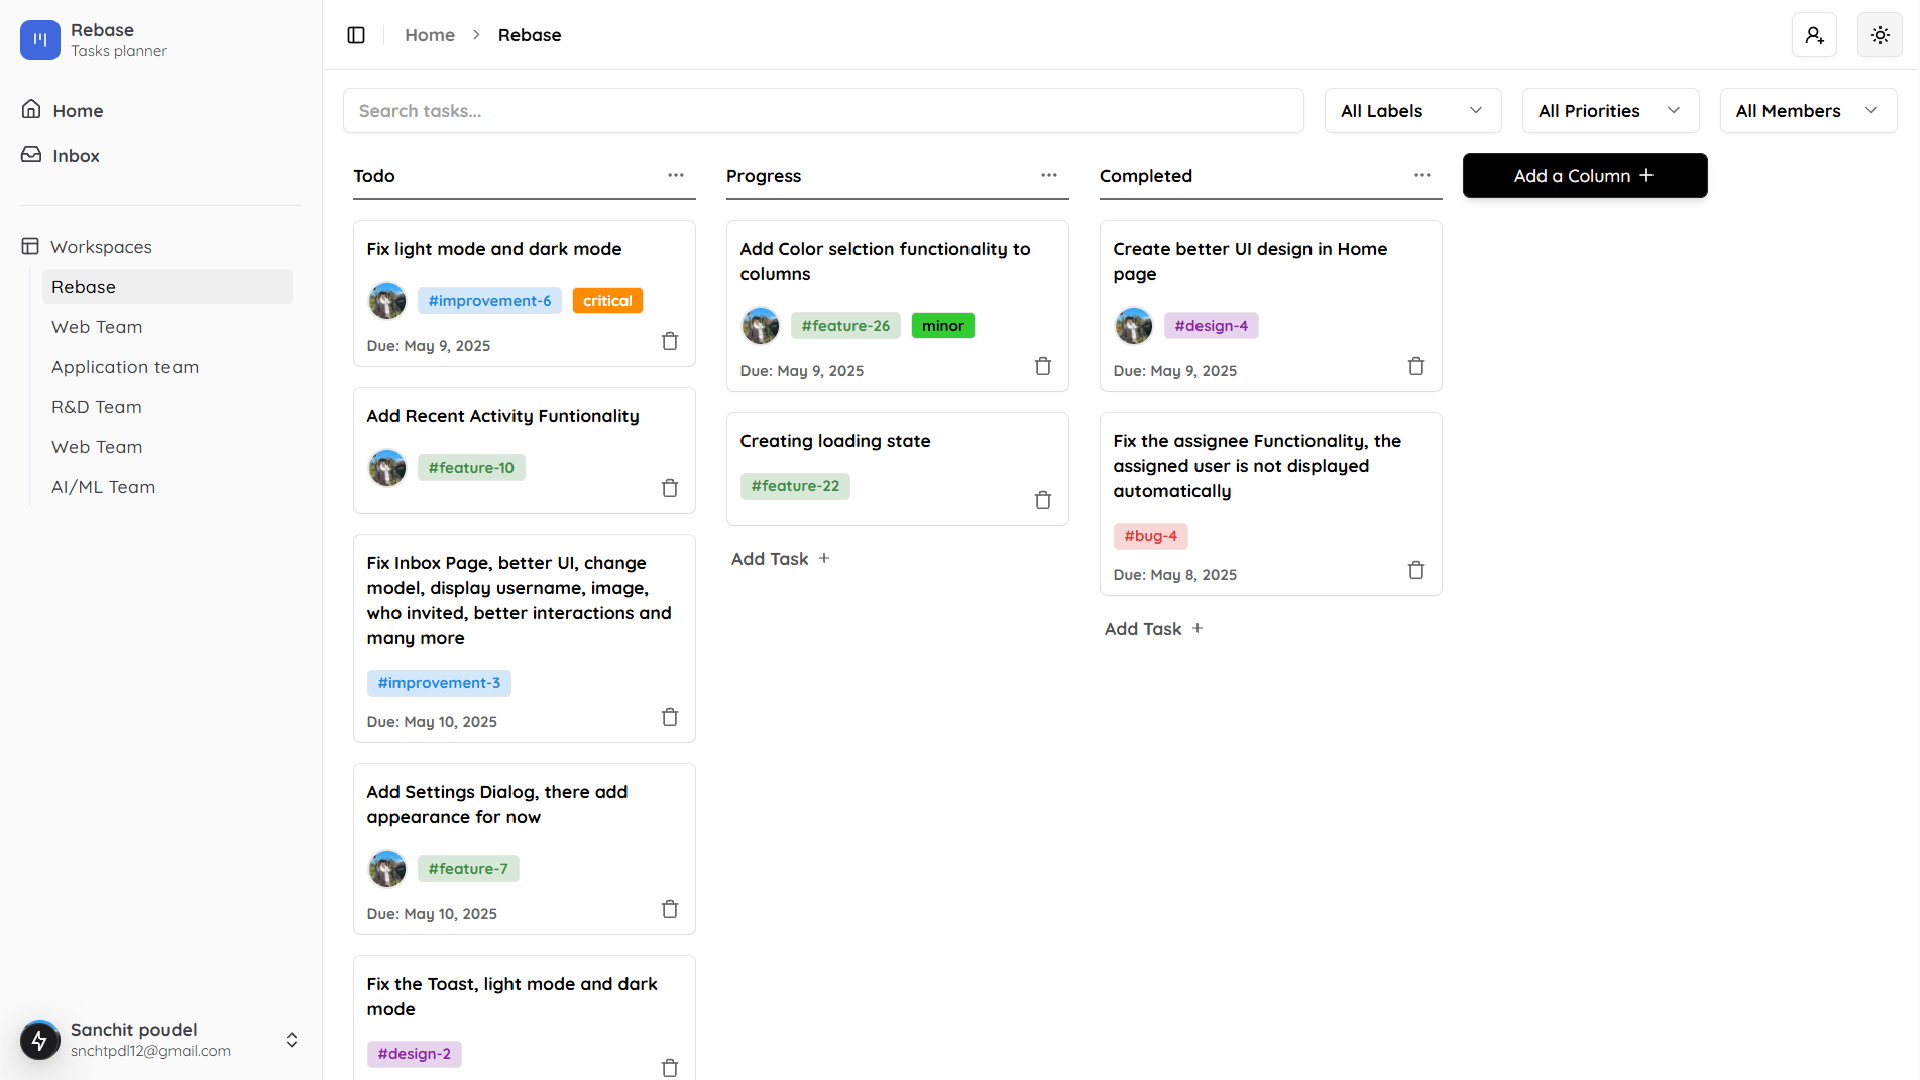 Rebase
Tasks planner
Home
Inbox
Workspaces
Rebase
Web Team
Application team
R&D Team
Web Team
AI/ML Team
Sanchit poudel
snchtpdl12@gmail.com
Home > Rebase
Search tasks...
All Labels
All Priorities
All Members
Todo ...
Fix light mode and dark mode
#improvement-6 critical
Due: May 9, 2025
Add Recent Activity Funtionality
#feature-10
Fix Inbox Page, better UI, change
model, display username, image,
who invited, better interactions and
many more
#improvement-3
Due: May 10, 2025
Add Settings Dialog, there add
appearance for now
#feature-7
Due: May 10, 2025
Fix the Toast, light mode and dark
mode
#design-2
Progress ...
Add Color selction functionality to
columns
#feature-26 minor
Due: May 9, 2025
Creating loading state
#feature-22
Add Task +
Completed ...
Create better UI design in Home
page
#design-4
Due: May 9, 2025
Fix the assignee Functionality, the
assigned user is not displayed
automatically
#bug-4
Due: May 8, 2025
Add Task +
Add a Column +